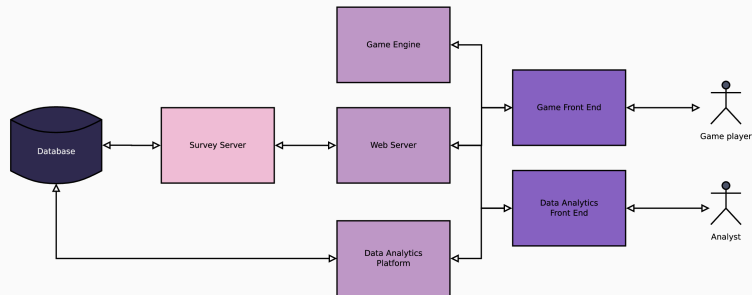 Game Engine
Game Front End
Game player
Database
Survey Server
Web Server
Data Analytics
Front End
Analyst
Data Analytics
Platform